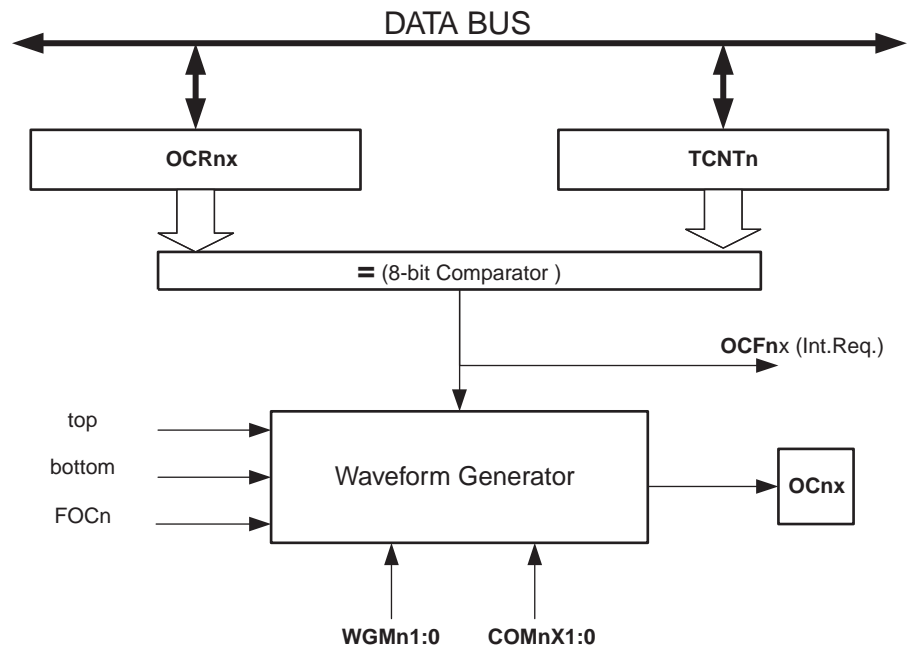 DATA BUS
OCRnx
TCNTn
= (8-bit Comparator )
OCFnx (Int.Req.)
top
bottom
FOCn
Waveform Generator
OCnx
WGMn1:0
COMnX1:0